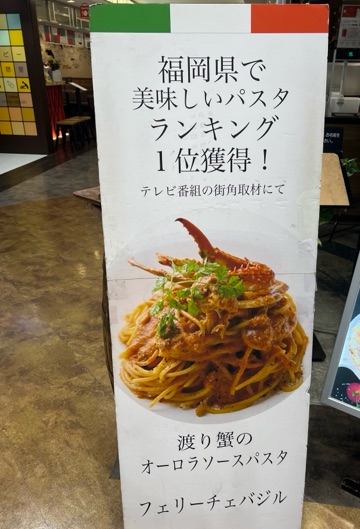 福岡県で
美味しいパスタ
ランキング
1位獲得！
テレビ番組の街角取材にて
渡り蟹の
オーロラソースパスタ
フェリーチェバジル